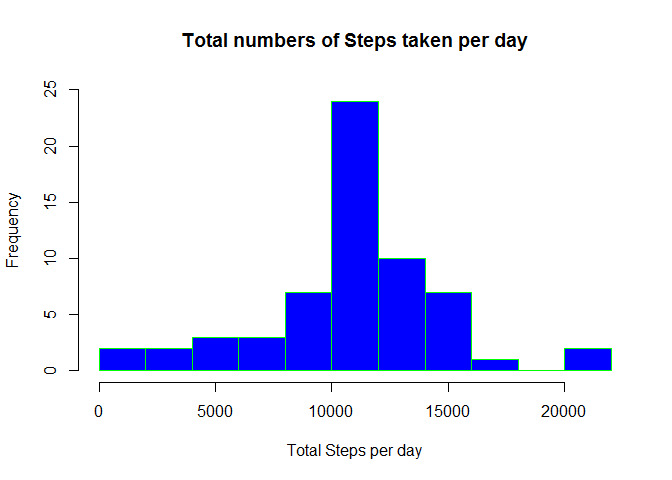 Total numbers of Steps taken per day
25
20
15
10
5
0
Frequency
0 5000 10000 15000 20000
Total Steps per day